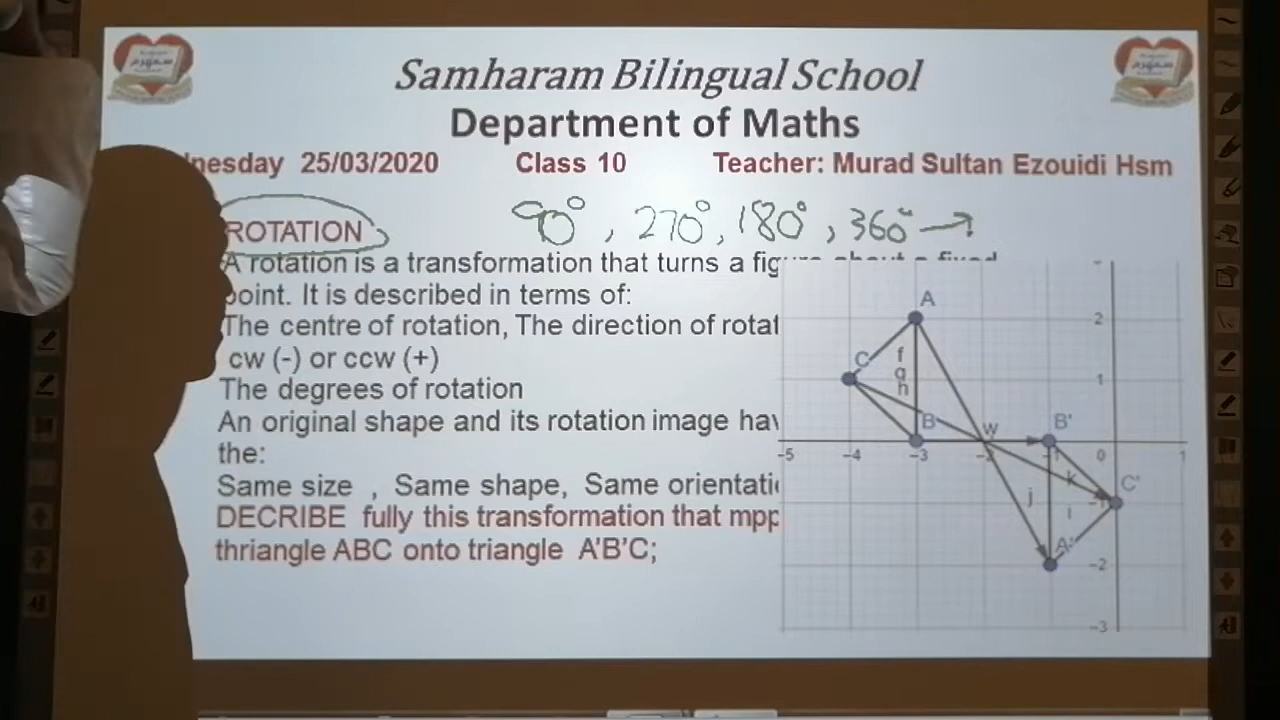 Samharam Bilingual School
Department of Maths
nesday 25/03/2020 Class 10 Teacher: Murad Sultan Ezouidi Hsm
ROTATION 90°, 270°, 180°, 360° →
A rotation is a transformation that turns a figure about a fixed
point. It is described in terms of:
The centre of rotation, The direction of rotat
cw (-) or ccw (+)
The degrees of rotation
An original shape and its rotation image hav
the:
Same size , Same shape, Same orientati
DECRIBE fully this transformation that mpp
thriangle ABC onto triangle A'B'C;
A
2
C f
g
1 h
B W B'
-5 -4 -3 -2 -1 0 1
k C'
j -1
i
A'
-2
-3